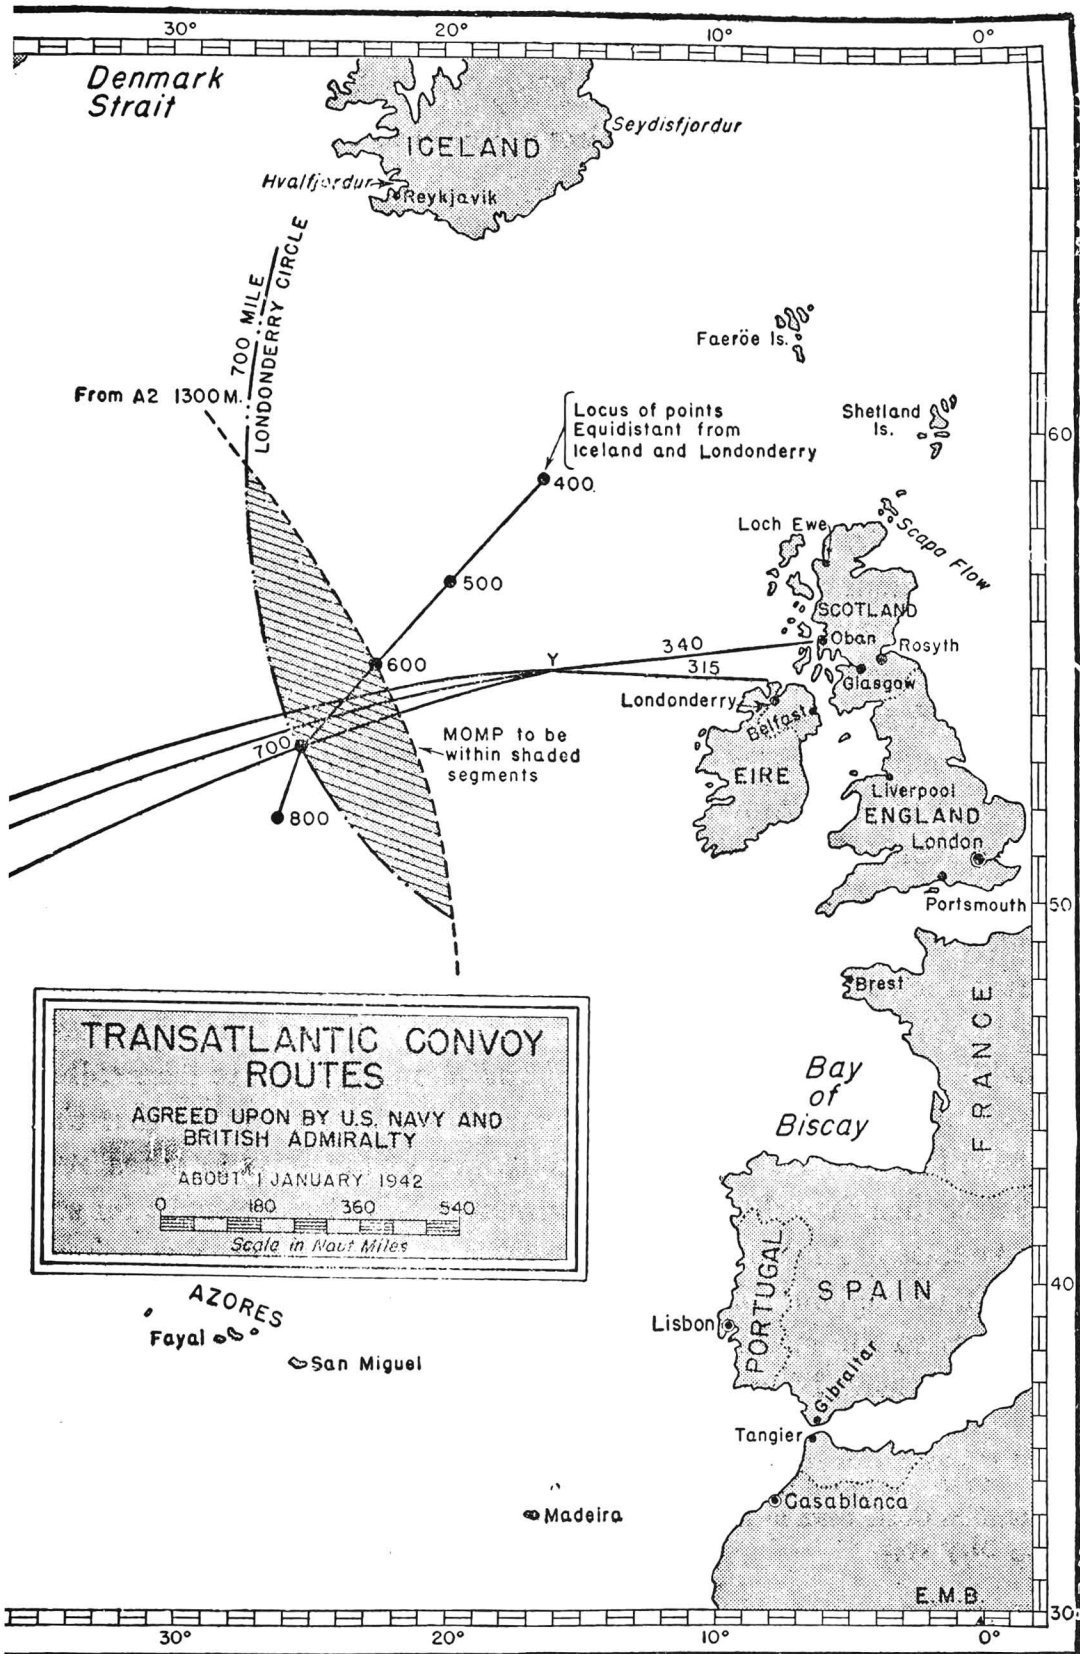 30°
20°
10°
0°
Denmark
Strait
ICELAND
Seydisfjordur
Hvalfjordur
Reykjavik
700 MILE
LONDONDERRY CIRCLE
Faeröe Is.
From A2 1300M.
Locus of points
Equidistant from
Iceland and Londonderry
Shetland
Is.
60
400.
Loch Ewe
Scapa Flow
500
SCOTLAND
Oban
Rosyth
340
Y
600
315
Glasgow
Londonderry
Belfast
700
MOMP to be
within shaded
segments
EIRE
Liverpool
800
ENGLAND
London
Portsmouth
50
Brest
FRANCE
TRANSATLANTIC CONVOY
ROUTES
AGREED UPON BY U.S. NAVY AND
BRITISH ADMIRALTY
ABOUT 1 JANUARY 1942
0 180 360 540
Scale in Naut Miles
Bay
of
Biscay
AZORES
Fayal
San Miguel
PORTUGAL
SPAIN
40
Lisbon
Gibraltar
Tangier
Casablanca
Madeira
E.M.B.
30
30°
20°
10°
0°